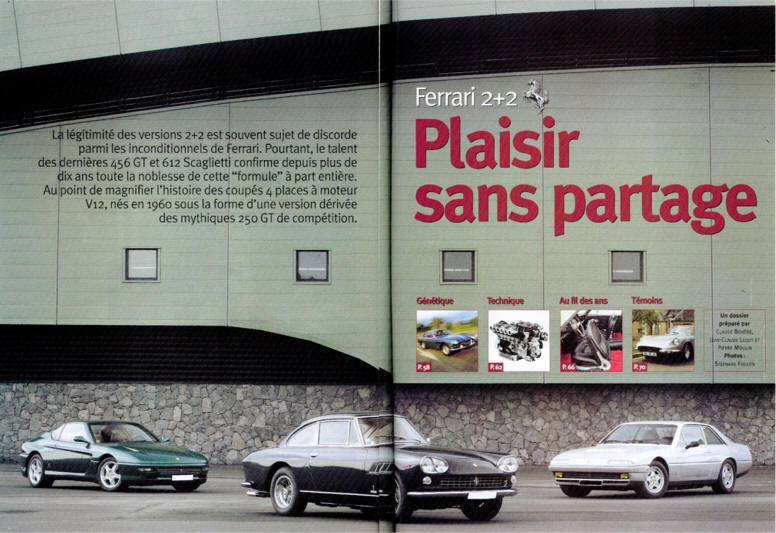 La légitimité des versions 2+2 est souvent sujet de discorde
parmi les inconditionnels de Ferrari. Pourtant, le talent
des dernières 456 GT et 612 Scaglietti confirme depuis plus de
dix ans toute la noblesse de cette “formule” à part entière.
Au point de magnifier l'histoire des coupés 4 places à moteur
V12, nés en 1960 sous la forme d'une version dérivée
des mythiques 250 GT de compétition.
Ferrari 2+2
Plaisir
sans partage
Génétique
P. 58
Technique
P. 62
Au fil des ans
P. 66
Témoins
P. 70
Un dossier
préparé par
Jean-Claude
et
Pierre
Photos :